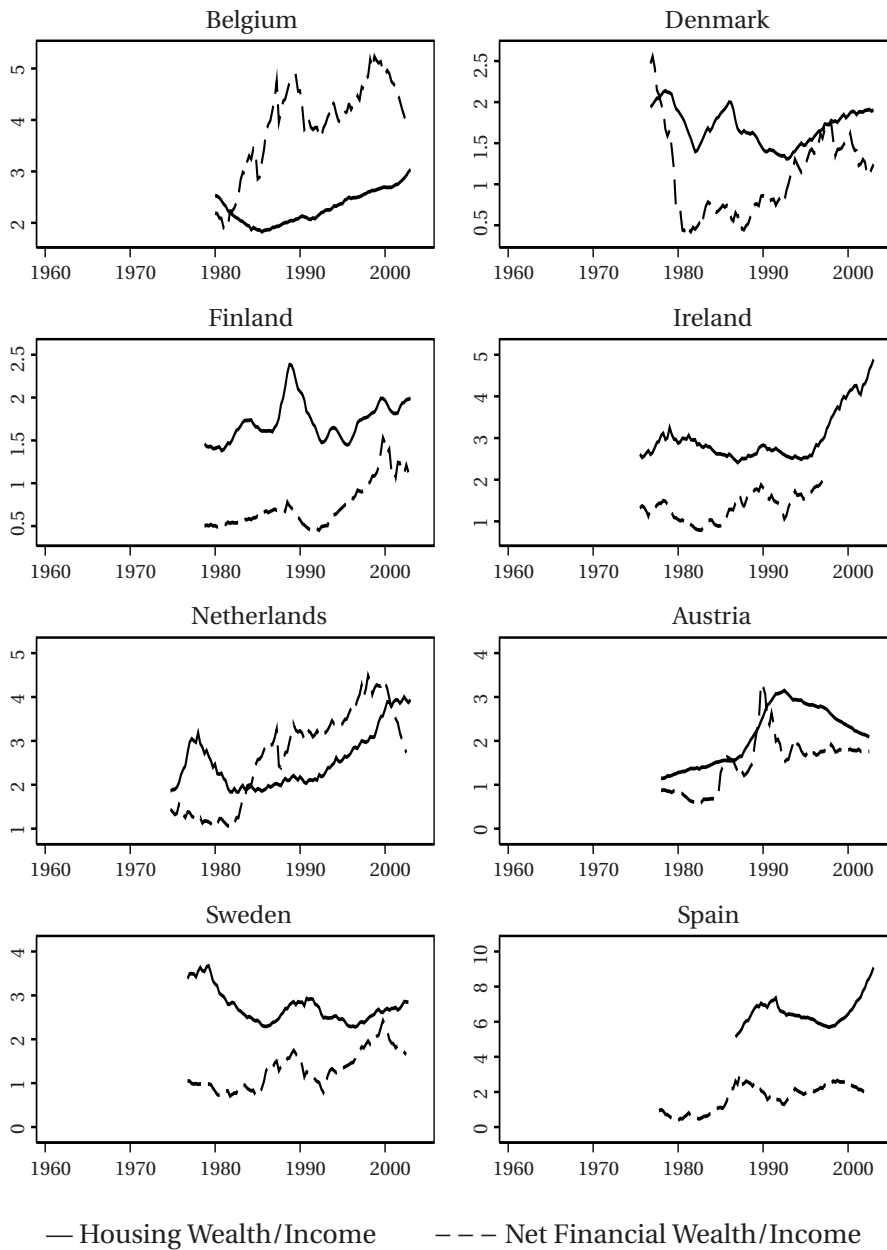 Belgium
2 3 4 5
1960 1970 1980 1990 2000
Denmark
0.5 1 1.5 2 2.5
1960 1970 1980 1990 2000
Finland
0.5 1 1.5 2 2.5
1960 1970 1980 1990 2000
Ireland
1 2 3 4 5
1960 1970 1980 1990 2000
Netherlands
1 2 3 4 5
1960 1970 1980 1990 2000
Austria
0 1 2 3 4
1960 1970 1980 1990 2000
Sweden
0 1 2 3 4
1960 1970 1980 1990 2000
Spain
0 2 4 6 8 10
1960 1970 1980 1990 2000
Housing Wealth/Income
Net Financial Wealth/Income